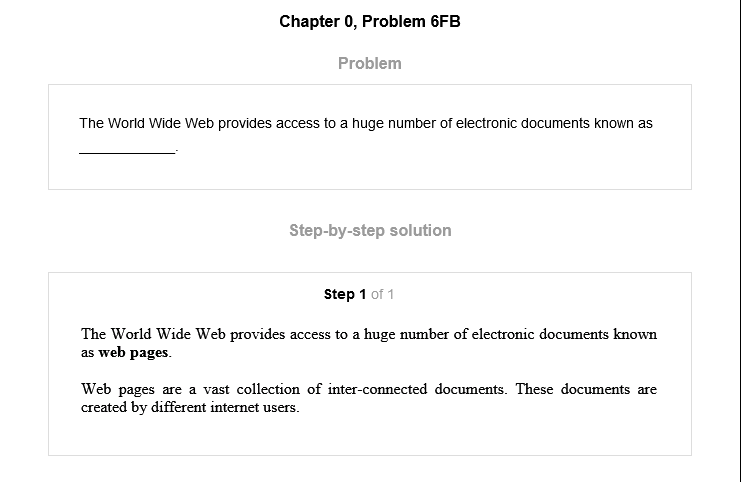 Chapter 0, Problem 6FB
Problem
The World Wide Web provides access to a huge number of electronic documents known as
____________.
Step-by-step solution
Step 1 of 1
The World Wide Web provides access to a huge number of electronic documents known
as web pages.
Web pages are a vast collection of inter-connected documents. These documents are
created by different internet users.